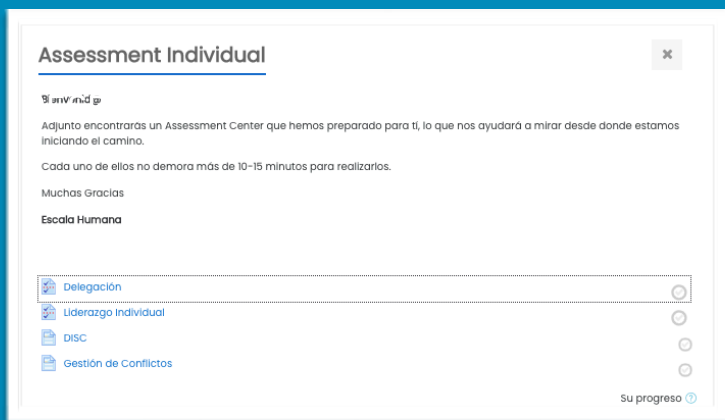 Assessment Individual
Adjunto encontrarás un Assessment Center que hemos preparado para tí, lo que nos ayudará a mirar desde donde estamos
iniciando el camino.
Cada uno de ellos no demora más de 10-15 minutos para realizarlos.
Muchas Gracias
Escala Humana
Delegación
Liderazgo Individual
DISC
Gestión de Conflictos
Su progreso